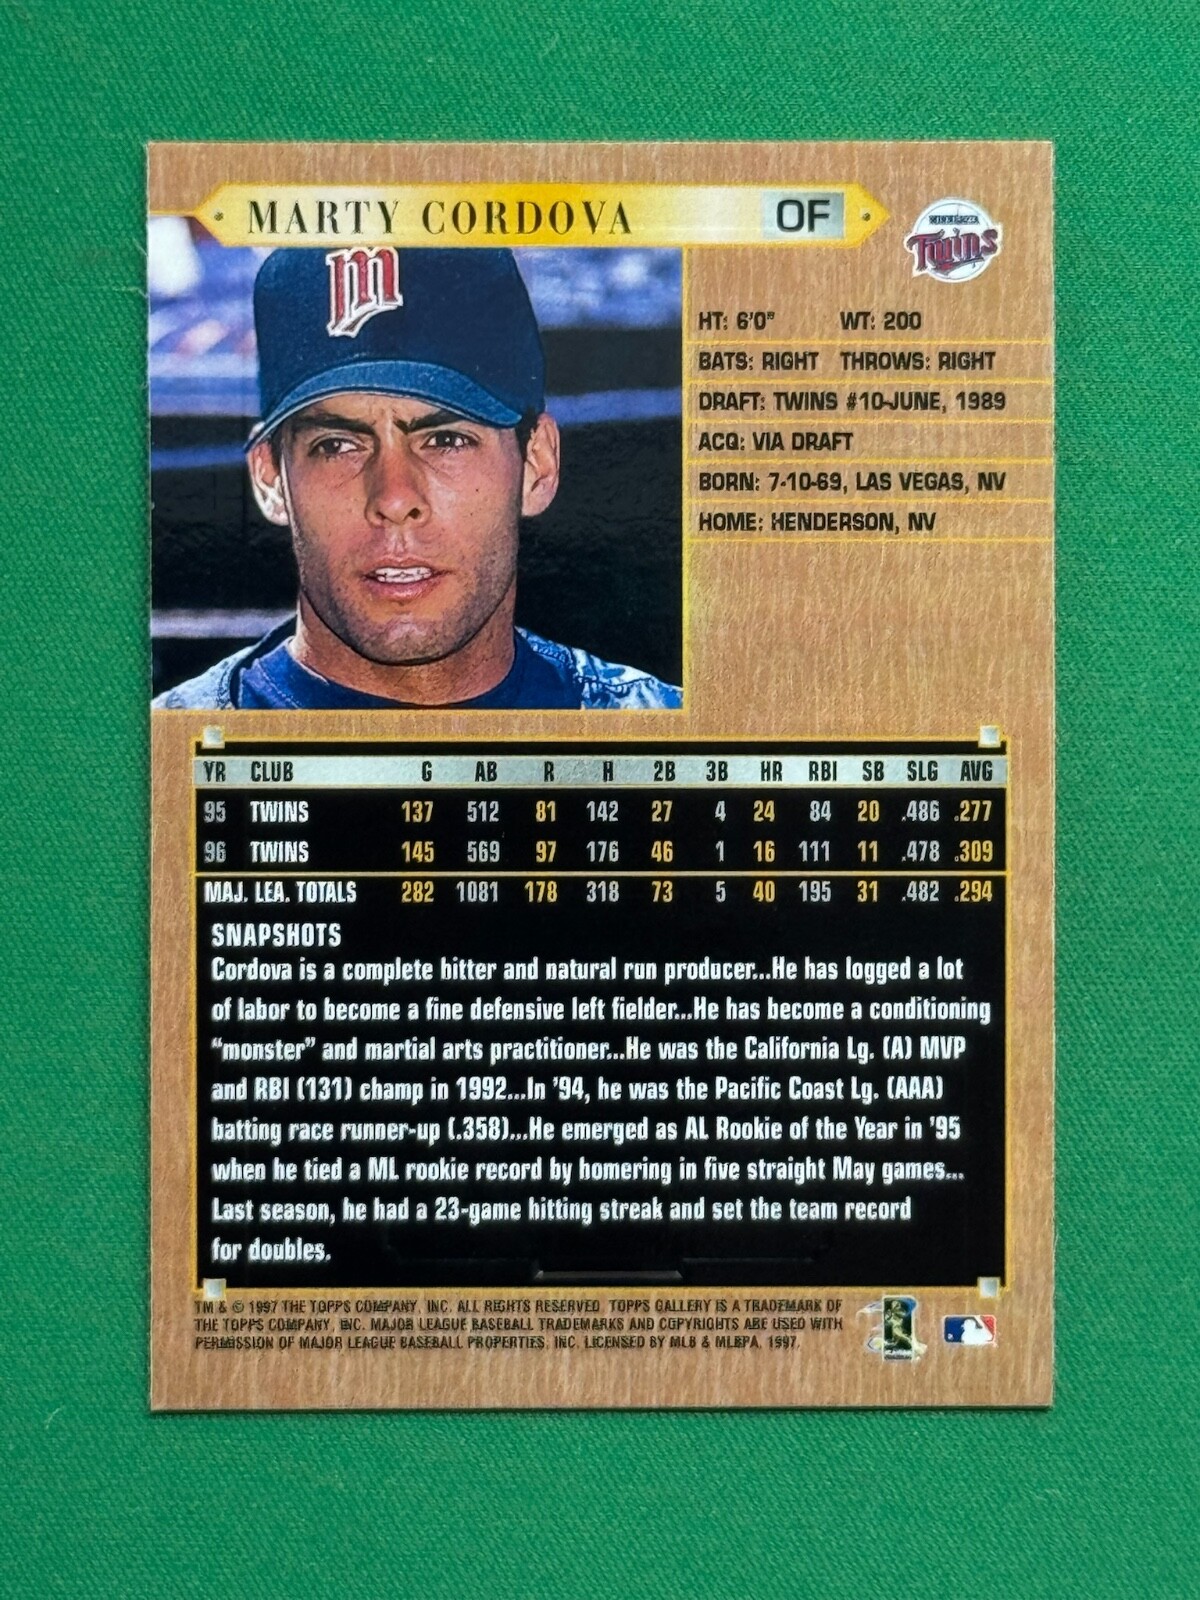 MARTY CORDOVA OF
MINNESOTA
Twins
m
HT: 6'0" WT: 200
BATS: RIGHT THROWS: RIGHT
DRAFT: TWINS #10-JUNE, 1989
ACQ: VIA DRAFT
BORN: 7-10-69, LAS VEGAS, NV
HOME: HENDERSON, NV
YR CLUB G AB R H 2B 3B HR RBI SB SLG AVG
95 TWINS 137 512 81 142 27 4 24 84 20 .486 .277
96 TWINS 145 569 97 176 46 1 16 111 11 .478 .309
MAJ. LEA. TOTALS 282 1081 178 318 73 5 40 195 31 .482 .294
SNAPSHOTS
Cordova is a complete hitter and natural run producer...He has logged a lot
of labor to become a fine defensive left fielder...He has become a conditioning
“monster” and martial arts practitioner...He was the California Lg. (A) MVP
and RBI (131) champ in 1992...In '94, he was the Pacific Coast Lg. (AAA)
batting race runner-up (.358)...He emerged as AL Rookie of the Year in '95
when he tied a ML rookie record by homering in five straight May games...
Last season, he had a 23-game hitting streak and set the team record
for doubles.
TM & © 1997 THE TOPPS COMPANY, INC. ALL RIGHTS RESERVED. TOPPS GALLERY IS A TRADEMARK OF
THE TOPPS COMPANY, INC. MAJOR LEAGUE BASEBALL TRADEMARKS AND COPYRIGHTS ARE USED WITH
PERMISSION OF MAJOR LEAGUE BASEBALL PROPERTIES, INC. LICENSED BY MLB & MLBPA, 1997.